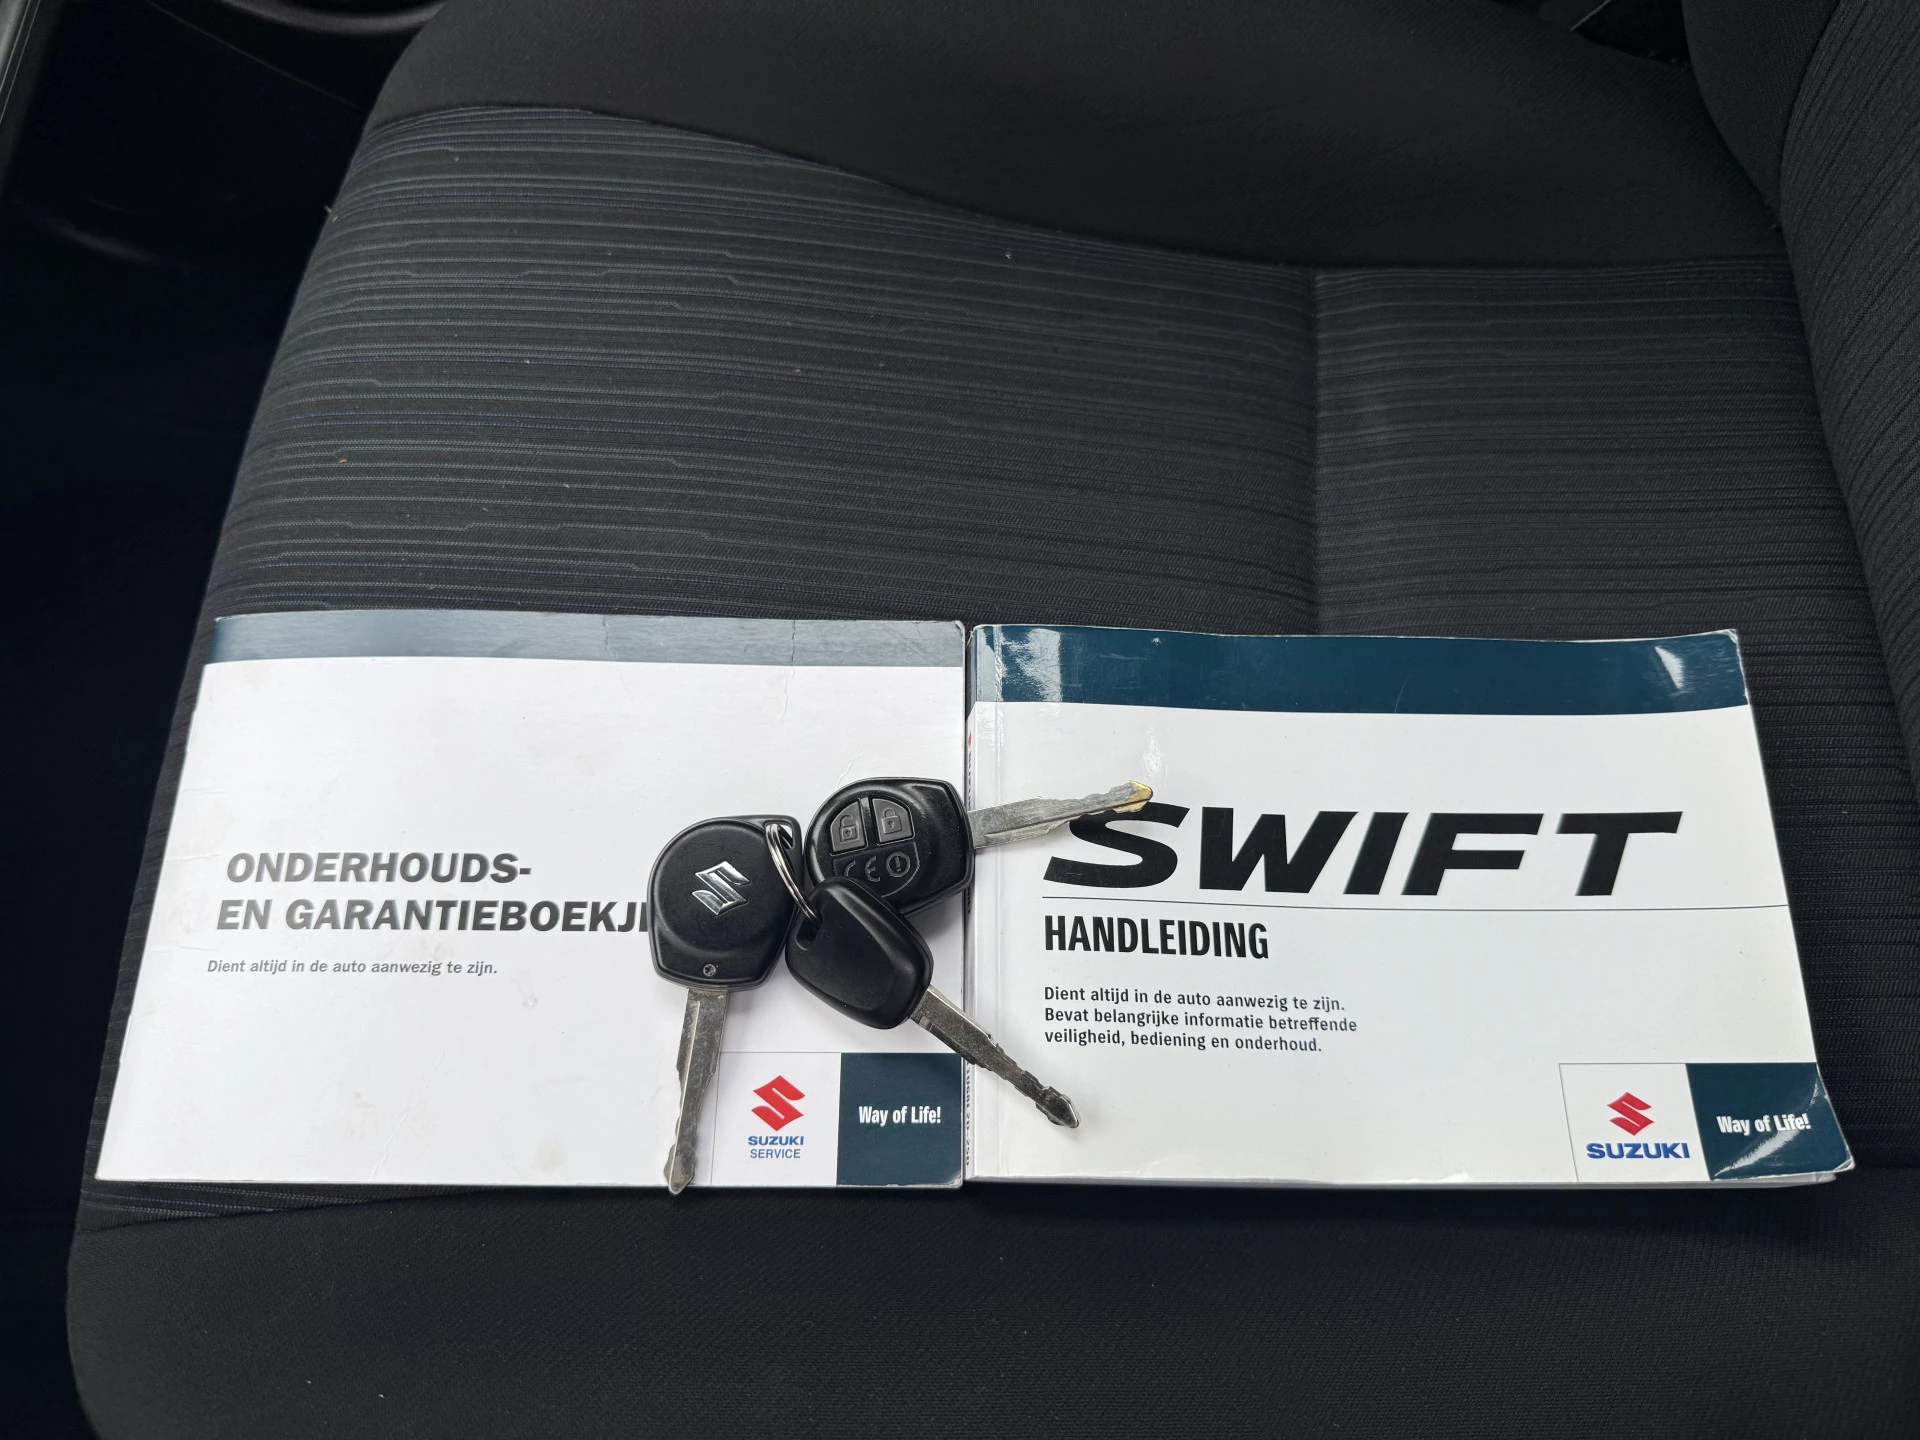 ONDERHOUDS-
EN GARANTIEBOEKJ
Dient altijd in de auto aanwezig te zijn.
SUZUKI
SERVICE
Way of Life!
SWIFT
HANDLEIDING
Dient altijd in de auto aanwezig te zijn.
Bevat belangrijke informatie betreffende
veiligheid, bediening en onderhoud.
SUZUKI
Way of Life!
CE